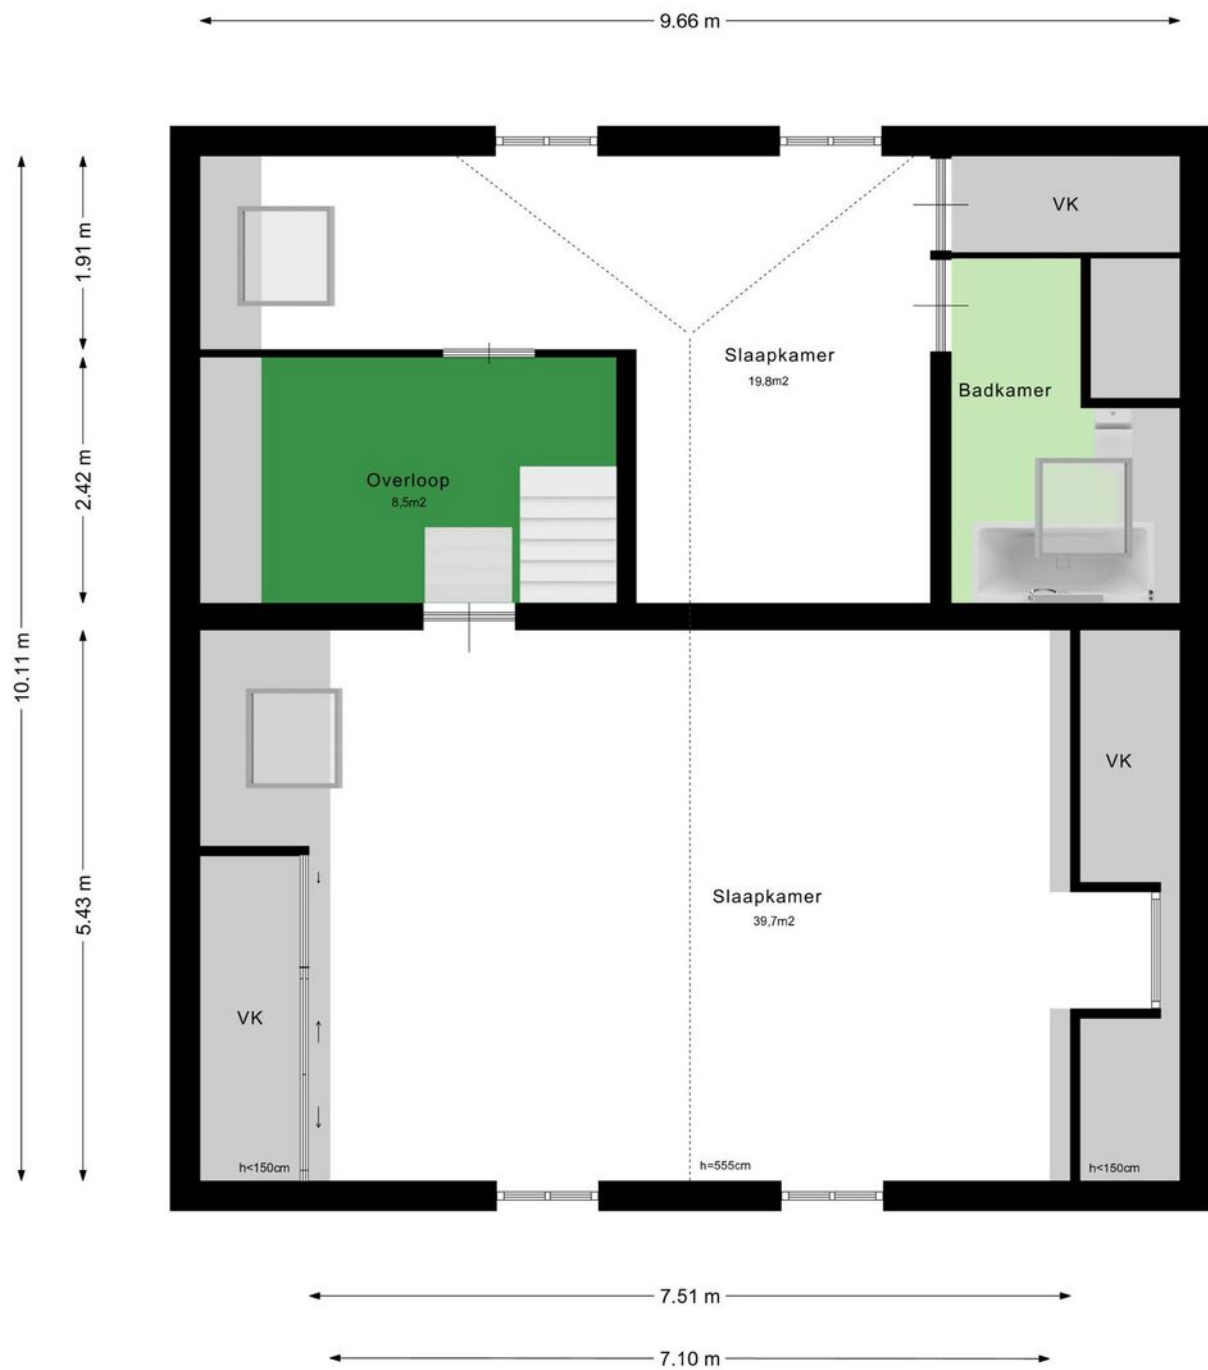 9.66 m
VK
1.91 m
Slaapkamer
19,8m2
Badkamer
2.42 m
Overloop
8,5m2
10.11 m
VK
5.43 m
Slaapkamer
39,7m2
VK
h<150cm
h=555cm
h<150cm
7.51 m
7.10 m